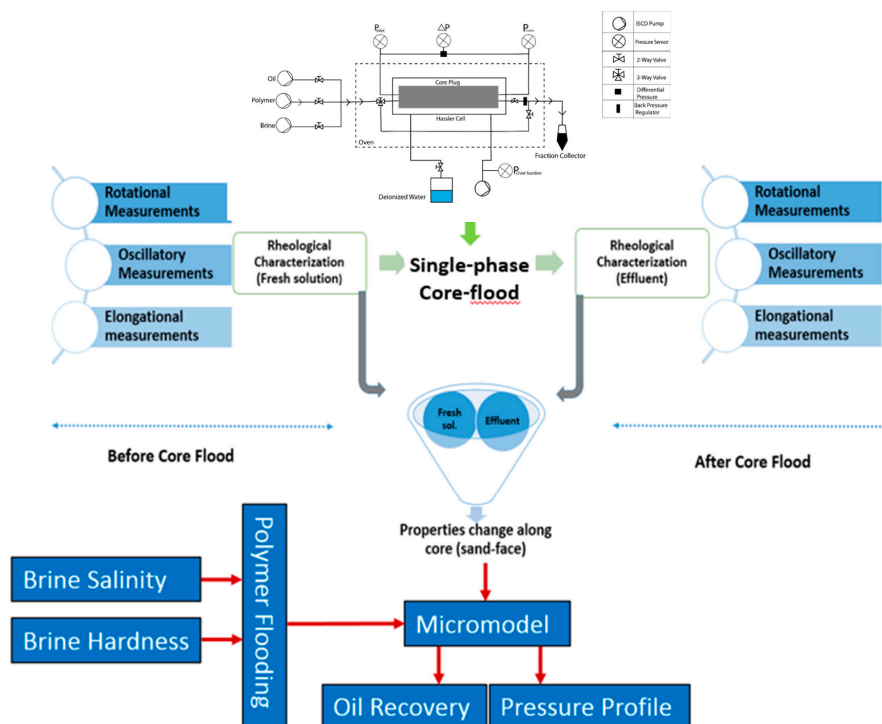 P inlet
ΔP
P
Oil
Polymer
Brine
Core Plug
Hassler Cell
Oven
Fraction Collector
Deionized Water
P over burden
ISCO Pump
Pressure Sensor
2-Way Valve
3-Way Valve
Differential
Pressure
Back Pressure
Regulator
Rotational
Measurements
Oscillatory
Measurements
Elongational
measurements
Rheological
Characterization
(Fresh solution)
Single-phase
Core-flood
Rheological
Characterization
(Effluent)
Rotational
Measurements
Oscillatory
Measurements
Elongational
measurements
Fresh
sol.
Effluent
Before Core Flood
After Core Flood
Properties change along
core (sand-face)
Brine Salinity
Brine Hardness
Polymer Flooding
Micromodel
Oil Recovery
Pressure Profile